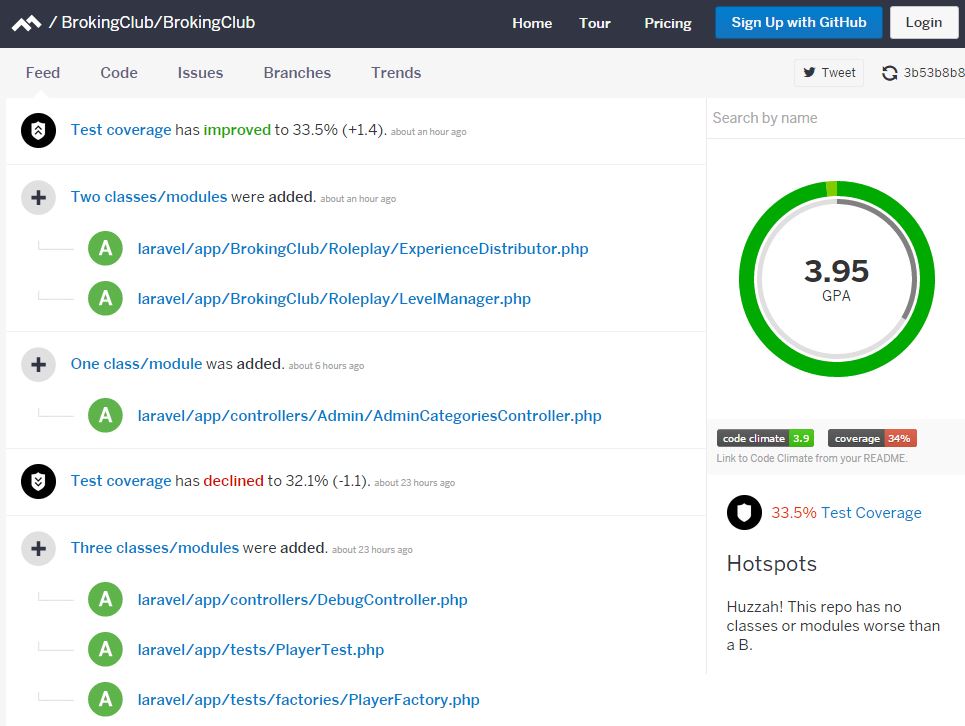 / BrokingClub/BrokingClub
Home Tour Pricing Sign Up with GitHub Login
Feed Code Issues Branches Trends Tweet 3b53b8b8
Test coverage has improved to 33.5% (+1.4). about an hour ago
Two classes/modules were added. about an hour ago
A laravel/app/BrokingClub/Roleplay/ExperienceDistributor.php
A laravel/app/BrokingClub/Roleplay/LevelManager.php
One class/module was added. about 6 hours ago
A laravel/app/controllers/Admin/AdminCategoriesController.php
Test coverage has declined to 32.1% (-1.1). about 23 hours ago
Three classes/modules were added. about 23 hours ago
A laravel/app/controllers/DebugController.php
A laravel/app/tests/PlayerTest.php
A laravel/app/tests/factories/PlayerFactory.php
Search by name
3.95
GPA
code climate 3.9 coverage 34%
Link to Code Climate from your README.
33.5% Test Coverage
Hotspots
Huzzah! This repo has no
classes or modules worse than
a B.